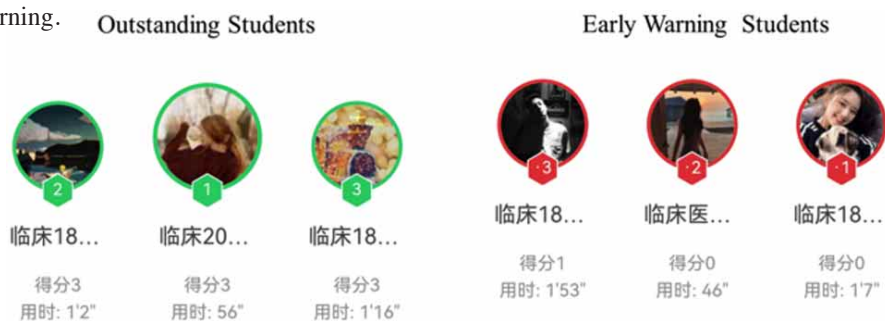 rning.
Outstanding Students
Early Warning Students
2
1
3
-3
-2
-1
临床18...
临床20...
临床18...
临床18...
临床医...
临床18...
得分3
得分3
得分3
得分1
得分0
得分0
用时: 1'2"
用时: 56"
用时: 1'16"
用时: 1'53"
用时: 46"
用时: 1'7"